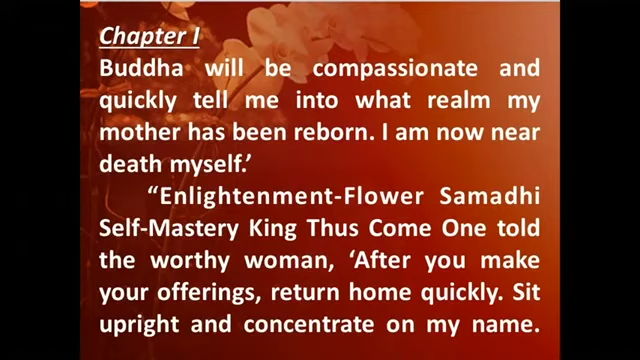 Chapter I
Buddha will be compassionate and
quickly tell me into what realm my
mother has been reborn. I am now near
death myself.’
“Enlightenment-Flower Samadhi
Self-Mastery King Thus Come One told
the worthy woman, ‘After you make
your offerings, return home quickly. Sit
upright and concentrate on my name.